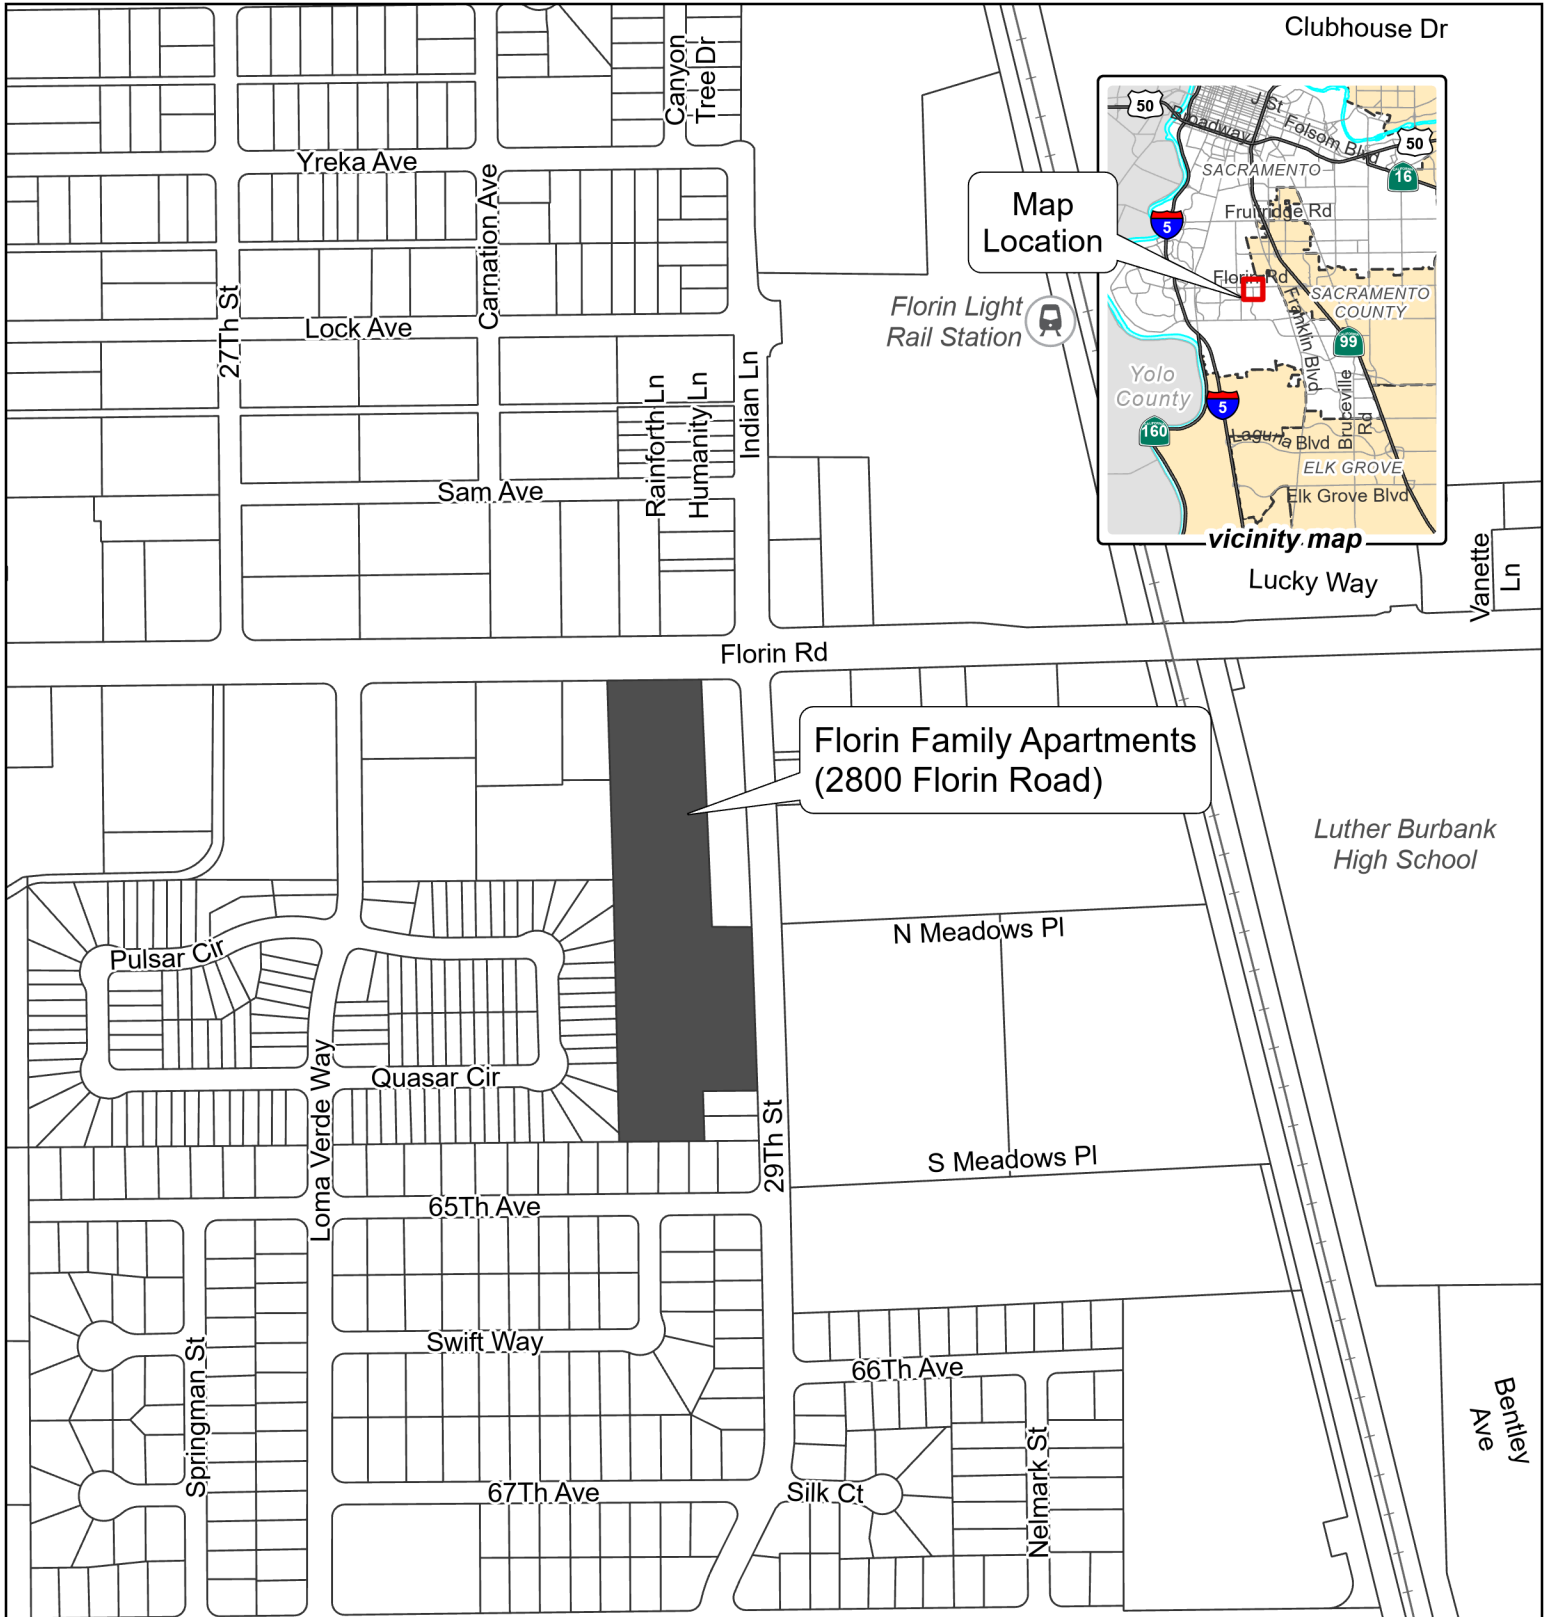 Clubhouse Dr
Canyon
Tree Dr
50
J St
Broadway
Folsom Blvd
50
SACRAMENTO
16
Yreka Ave
Map
Location
Fruitridge Rd
5
Carnation Ave
Florin Rd
SACRAMENTO
COUNTY
27Th St
Lock Ave
Florin Light
Rail Station
Franklin Blvd
99
Yolo
County
Rainforth Ln
Humanity Ln
Indian Ln
5
Bruceville
Rd
160
Laguna Blvd
ELK GROVE
Sam Ave
Elk Grove Blvd
vicinity map
Lucky Way
Vanette
Ln
Florin Rd
Florin Family Apartments
(2800 Florin Road)
Luther Burbank
High School
N Meadows Pl
Pulsar Cir
Quasar Cir
Loma Verde Way
29Th St
S Meadows Pl
65Th Ave
Swift Way
Springman St
66Th Ave
Bentley
Ave
67Th Ave
Silk Ct
Nelmark St